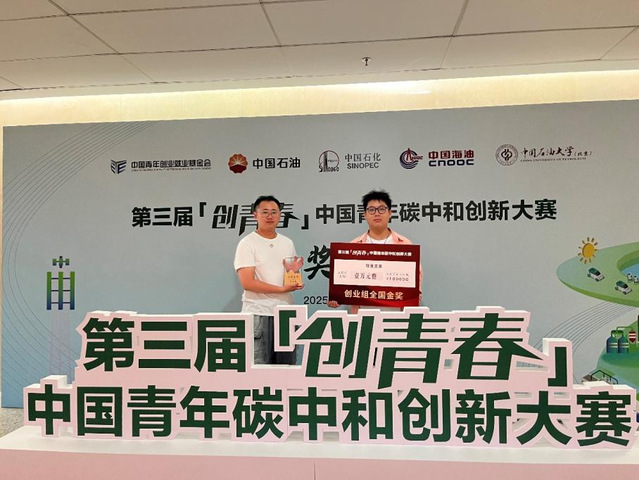 中国青年创业就业基金会
中国石油
中国石化
SINOPEC
中国海油
CNOOC
中国石油大学(北京)
第三届「创青春」中国青年碳中和创新大赛
奖
2025
第三届「创青春」中国青年碳中和创新大赛
壹万元整
创业组全国金奖
第三届「创青春」
中国青年碳中和创新大赛